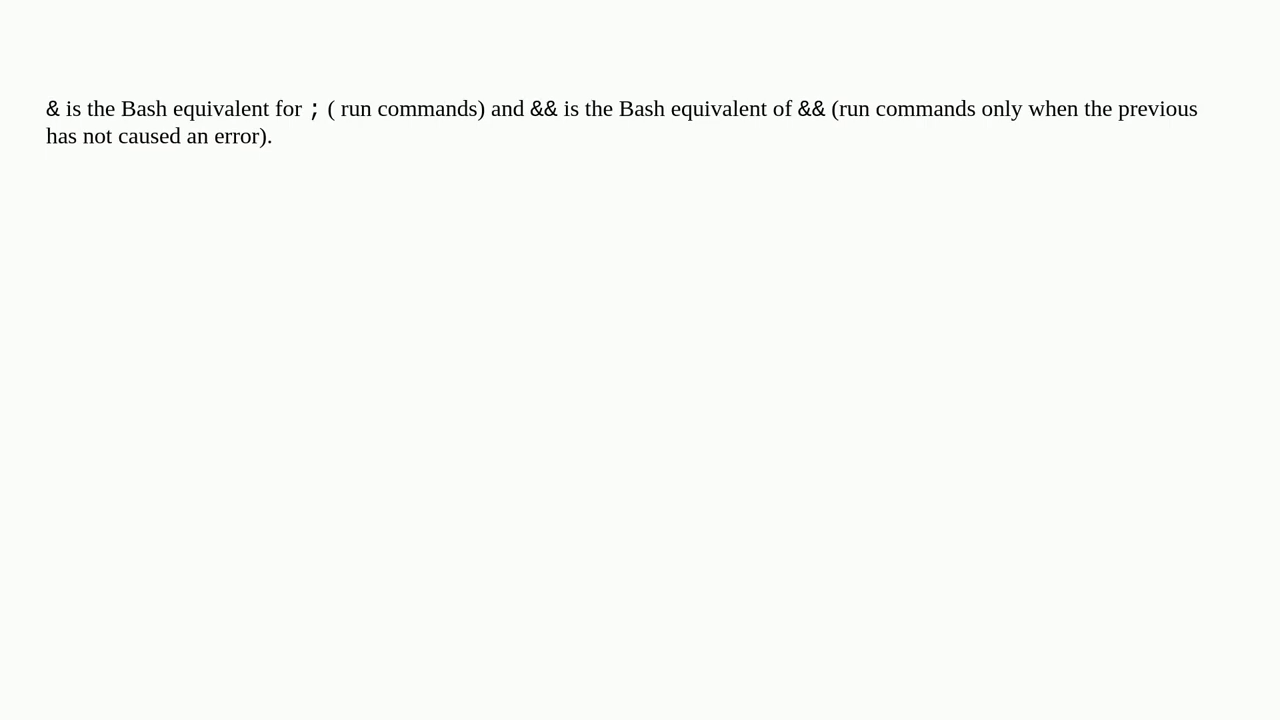 & is the Bash equivalent for ; ( run commands) and && is the Bash equivalent of && (run commands only when the previous
has not caused an error).